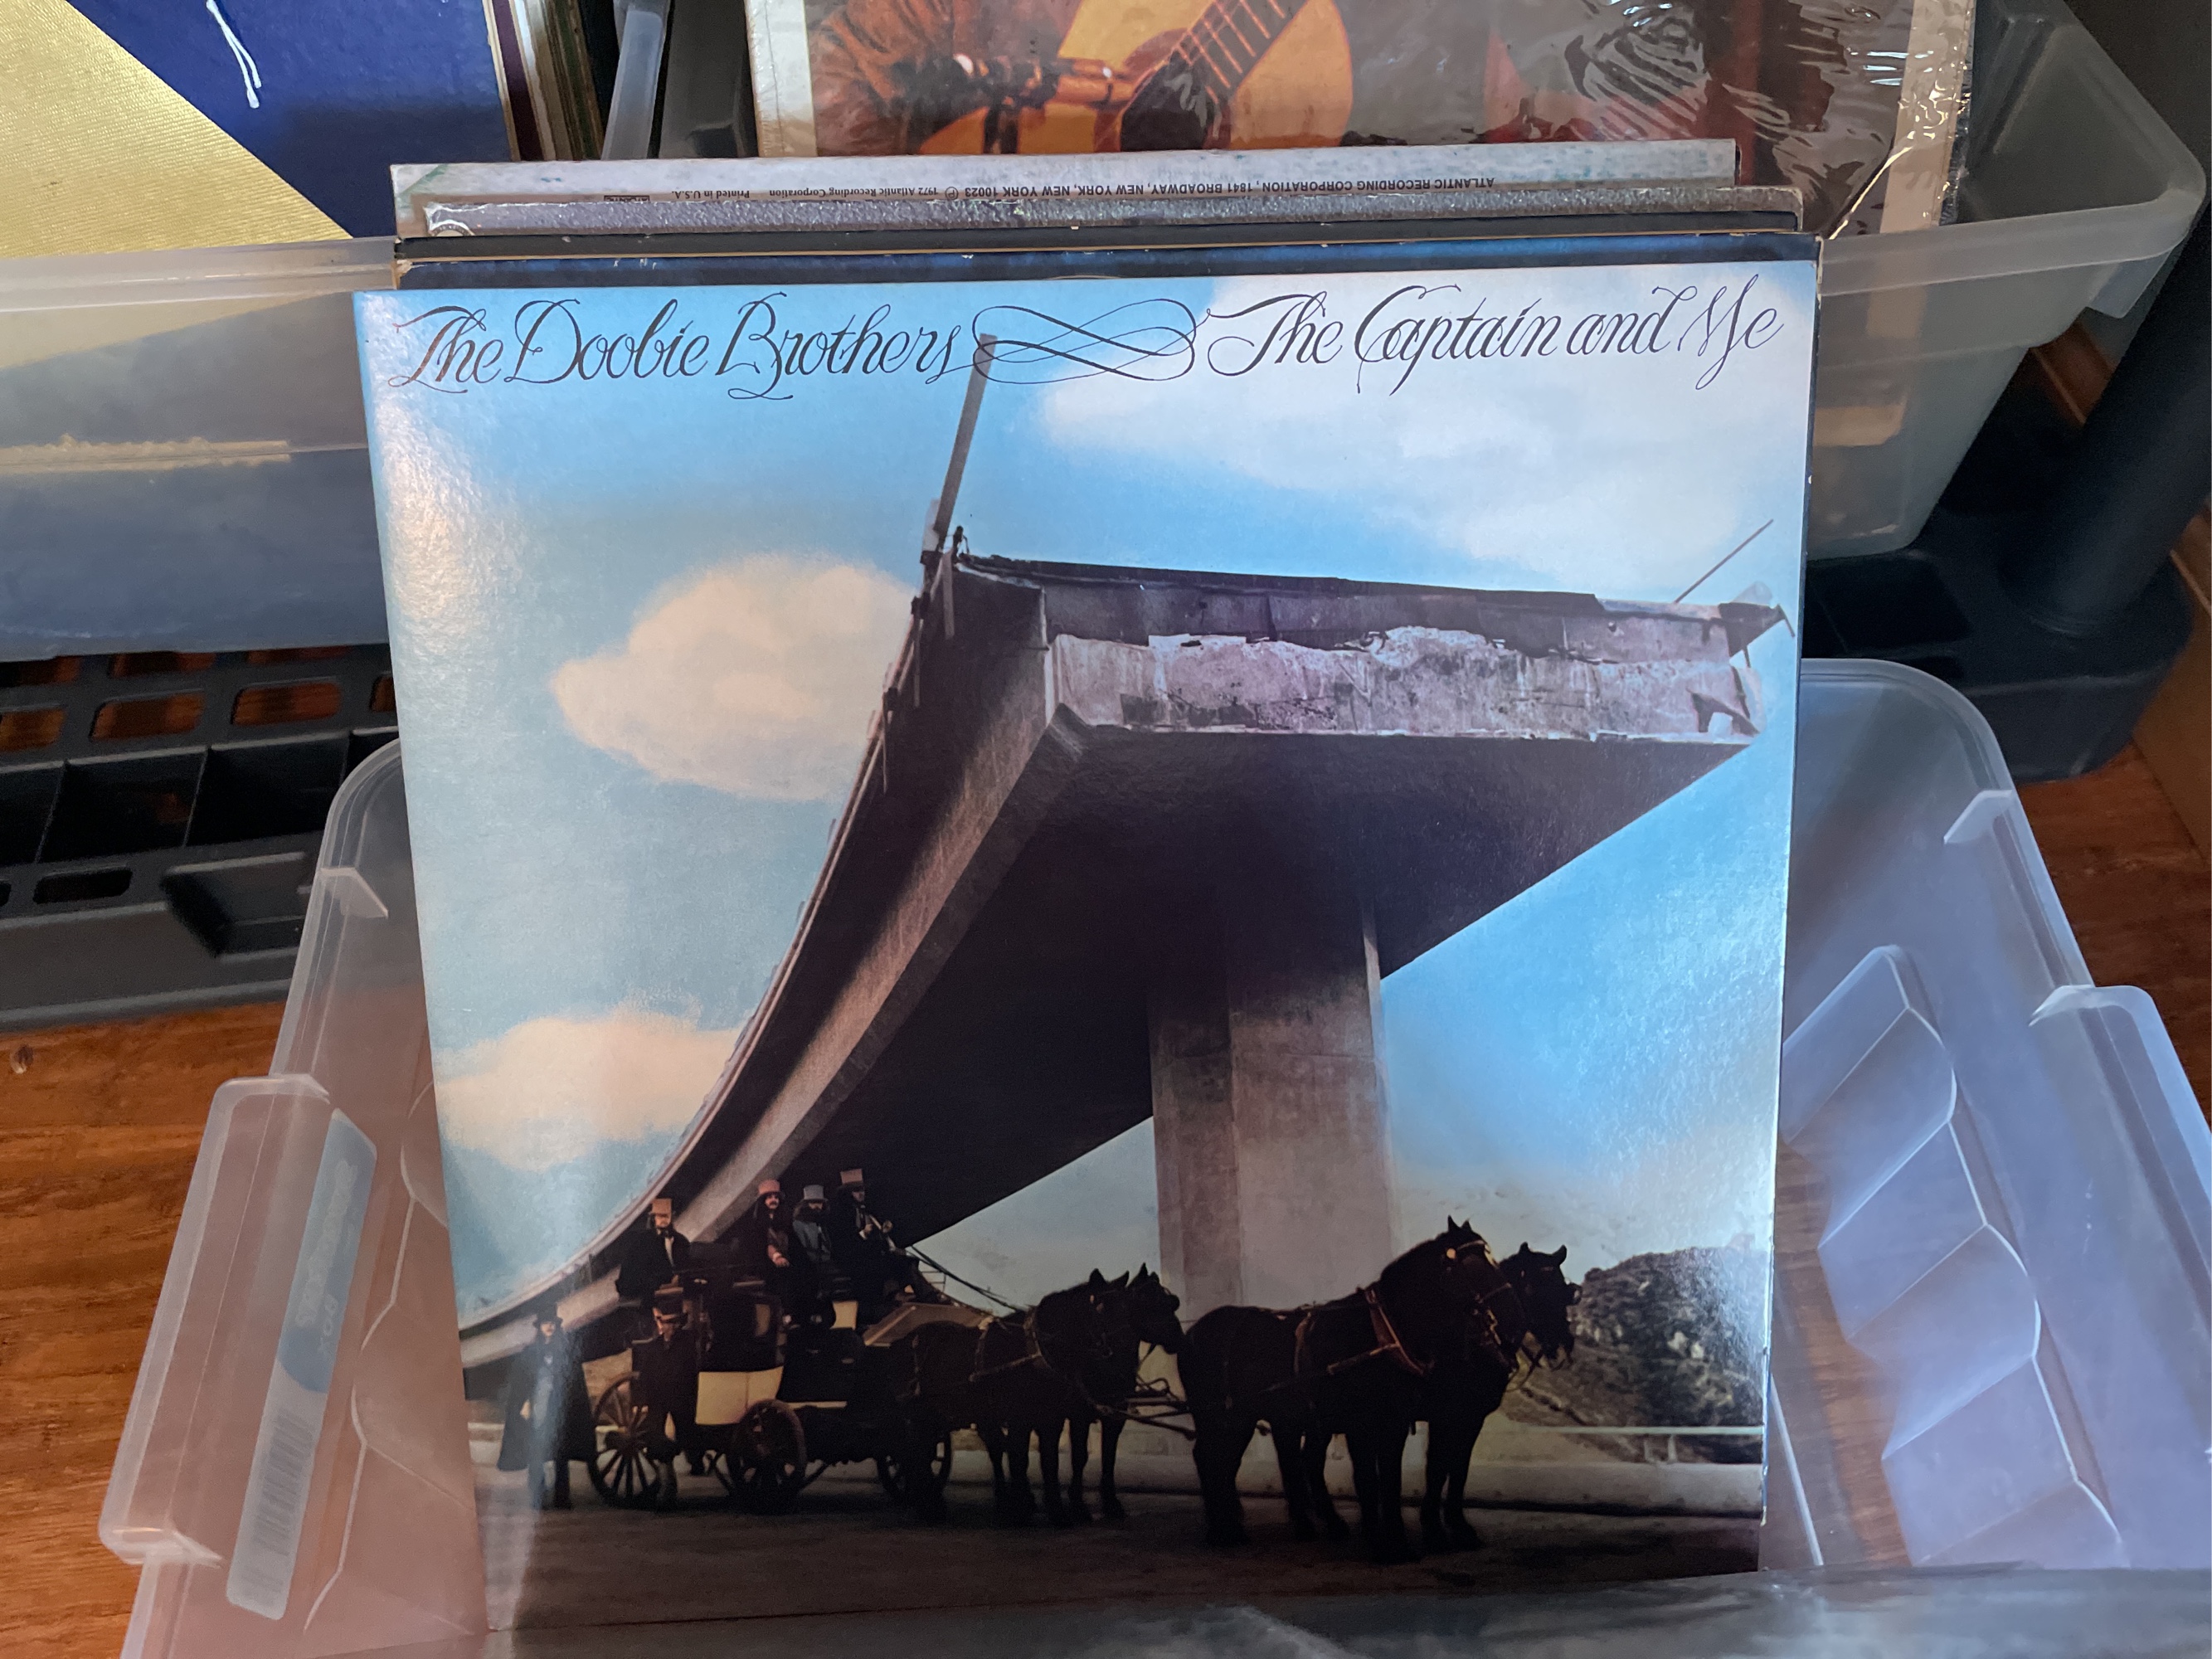 ATLANTIC RECORDING CORPORATION, 1841 BROADWAY, NEW YORK, NEW YORK 10023 Ⓟ 1972 Atlantic Recording Corporation Printed in U.S.A.
The Doobie Brothers The Captain and Me